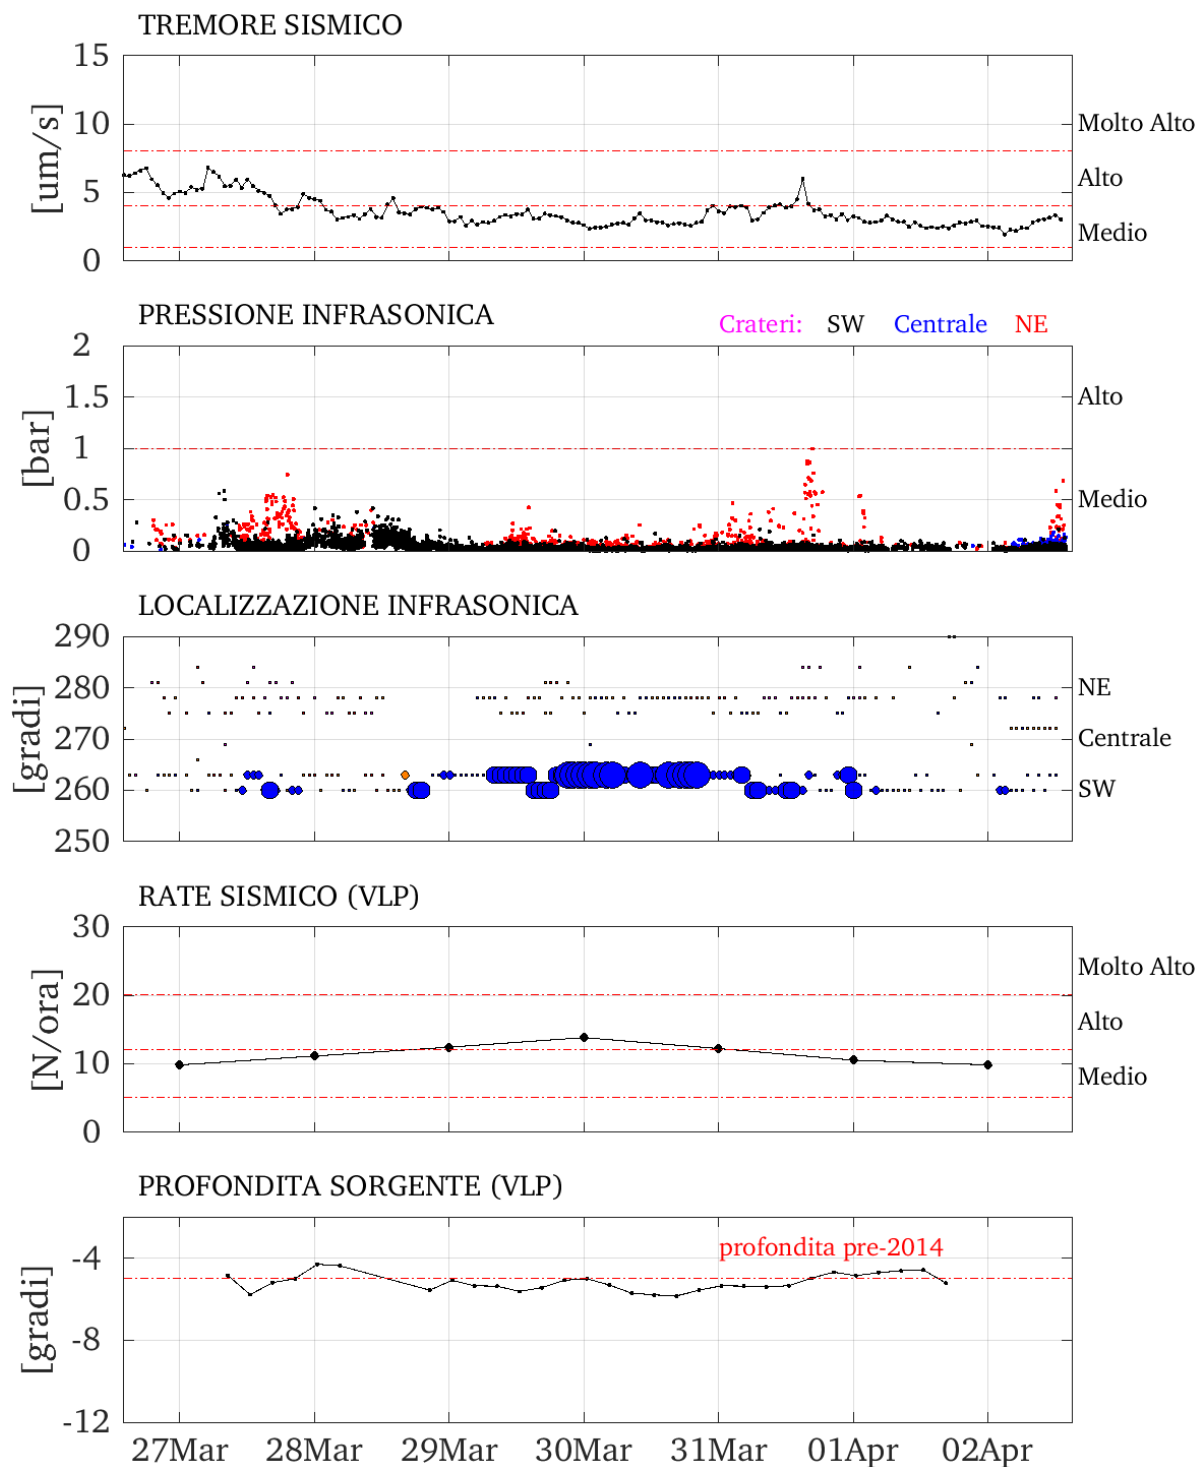 TREMORE SISMICO
15
10
5
0
[um/s]
Molto Alto
Alto
Medio
PRESSIONE INFRASONICA
Crateri: SW Centrale NE
2
1.5
1
0.5
0
[bar]
Alto
Medio
LOCALIZZAZIONE INFRASONICA
290
280
270
260
250
[gradi]
NE
Centrale
SW
RATE SISMICO (VLP)
30
20
10
0
[N/ora]
Molto Alto
Alto
Medio
PROFONDITA SORGENTE (VLP)
profondita pre-2014
-4
-8
-12
[gradi]
27Mar 28Mar 29Mar 30Mar 31Mar 01Apr 02Apr